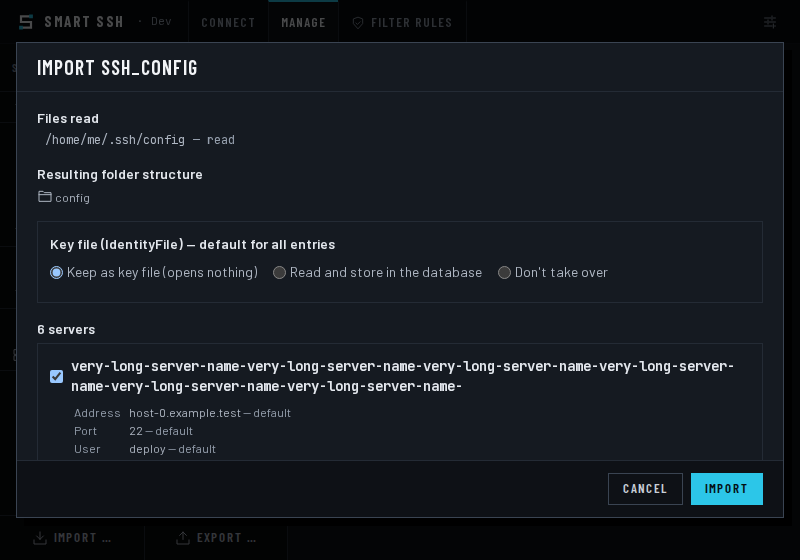 SMART SSH · Dev CONNECT MANAGE FILTER RULES
IMPORT SSH_CONFIG
Files read
/home/me/.ssh/config — read
Resulting folder structure
config
Key file (IdentityFile) — default for all entries
Keep as key file (opens nothing) Read and store in the database Don't take over
6 servers
very-long-server-name-very-long-server-name-very-long-server-name-very-long-server-
name-very-long-server-name-very-long-server-name-
Address host-0.example.test — default
Port 22 — default
User deploy — default
CANCEL IMPORT
IMPORT … EXPORT …